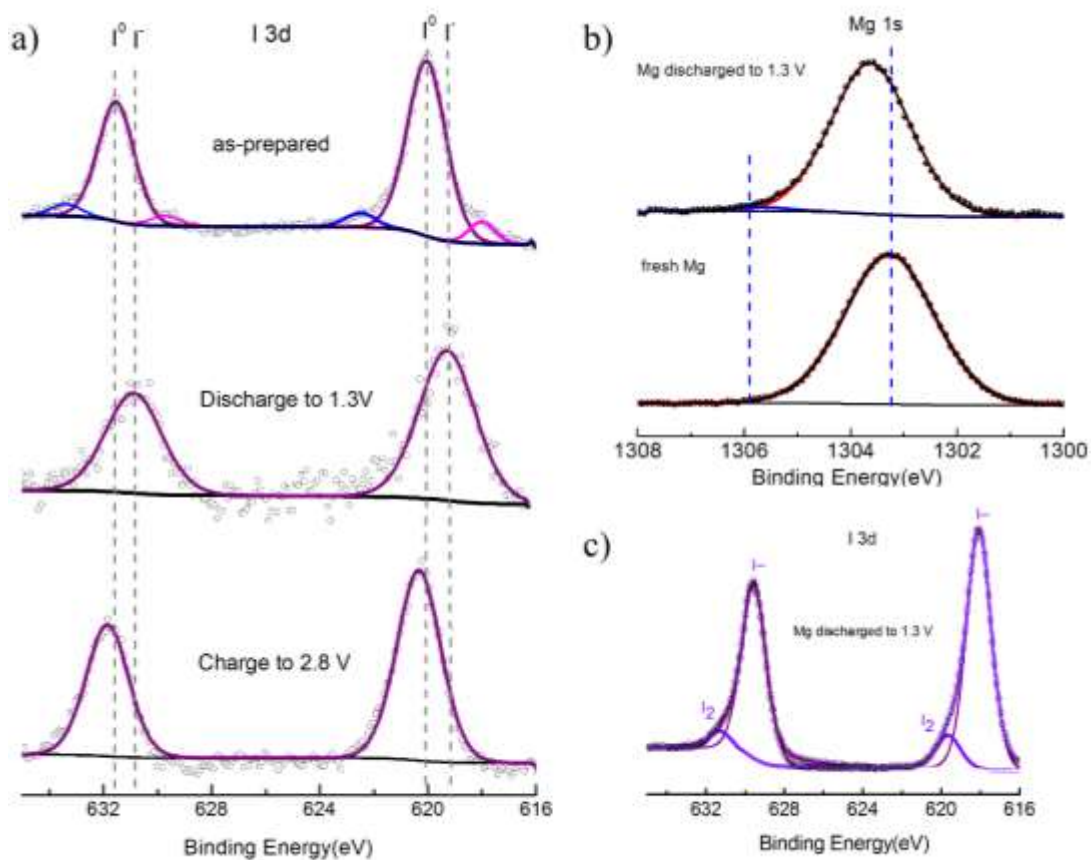 a)
I⁰ I⁻ I 3d I⁰ I⁻
as-prepared
Discharge to 1.3V
Charge to 2.8 V
632 628 624 620 616
Binding Energy(eV)
b)
Mg 1s
Mg discharged to 1.3 V
fresh Mg
1308 1306 1304 1302 1300
Binding Energy(eV)
c)
I 3d
I⁻
I⁻
Mg discharged to 1.3 V
I₂
I₂
632 628 624 620 616
Binding Energy(eV)